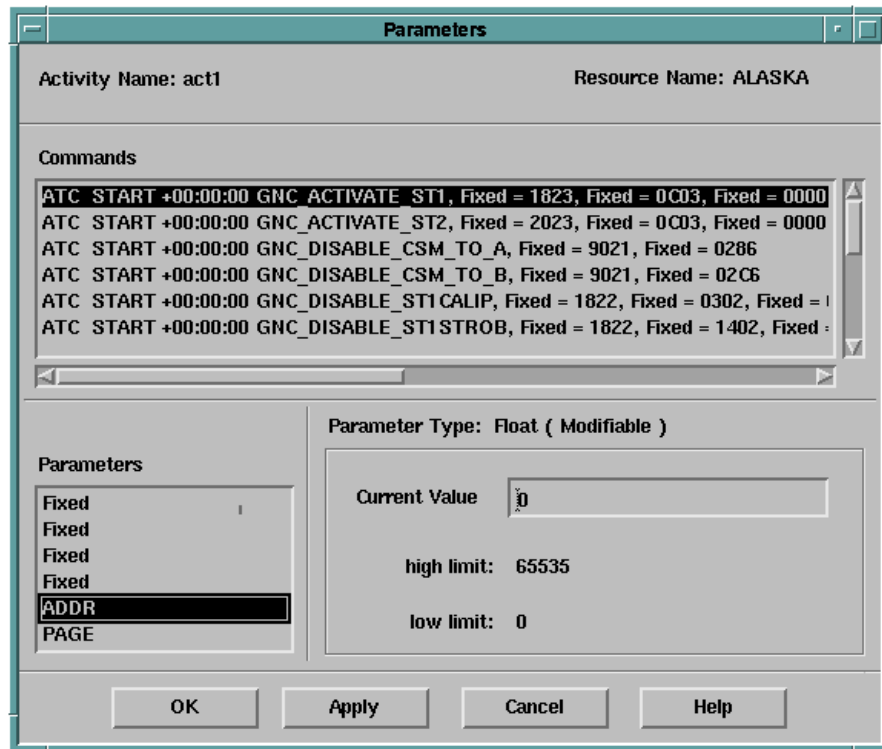 Parameters
Activity Name: act1
Resource Name: ALASKA
Commands
ATC START +00:00:00 GNC_ACTIVATE_ST1, Fixed = 1823, Fixed = 0C03, Fixed = 0000
ATC START +00:00:00 GNC_ACTIVATE_ST2, Fixed = 2023, Fixed = 0C03, Fixed = 0000
ATC START +00:00:00 GNC_DISABLE_CSM_TO_A, Fixed = 9021, Fixed = 0286
ATC START +00:00:00 GNC_DISABLE_CSM_TO_B, Fixed = 9021, Fixed = 02C6
ATC START +00:00:00 GNC_DISABLE_ST1CALIP, Fixed = 1822, Fixed = 0302, Fixed =
ATC START +00:00:00 GNC_DISABLE_ST1STROB, Fixed = 1822, Fixed = 1402, Fixed
Parameter Type: Float ( Modifiable )
Parameters
Fixed
Fixed
Fixed
Fixed
ADDR
PAGE
Current Value 0
high limit: 65535
low limit: 0
OK Apply Cancel Help